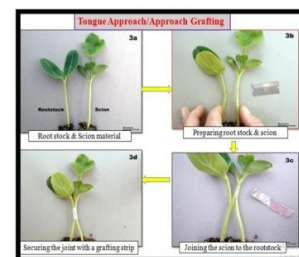 Tongue Approach/Approach Grafting
3a
3b
Rootstock
Scion
Root stock & Scion material
Preparing root stock & scion
3d
3c
Securing the joint with a grafting strip
Joining the scion to the rootstock